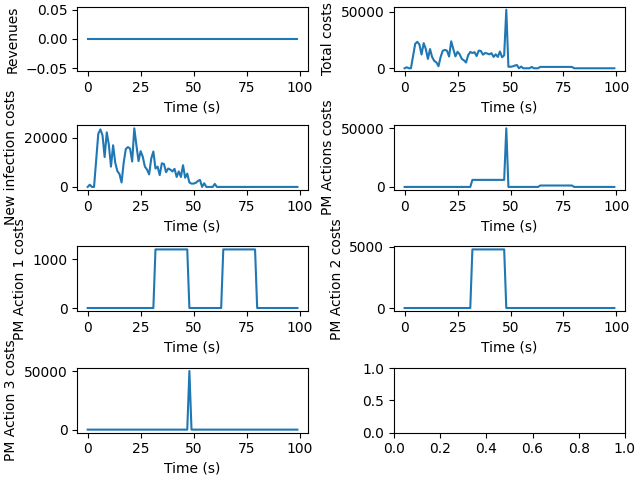 Revenues
0.05
0.00
−0.05
0 25 50 75 100
Time (s)
Total costs
50000
0
0 25 50 75 100
Time (s)
New infection costs
20000
0
0 25 50 75 100
Time (s)
PM Actions costs
50000
0
0 25 50 75 100
Time (s)
PM Action 1 costs
1000
0
0 25 50 75 100
Time (s)
PM Action 2 costs
5000
0
0 25 50 75 100
Time (s)
PM Action 3 costs
50000
0
0 25 50 75 100
Time (s)
1.0
0.5
0.0
0.0 0.2 0.4 0.6 0.8 1.0